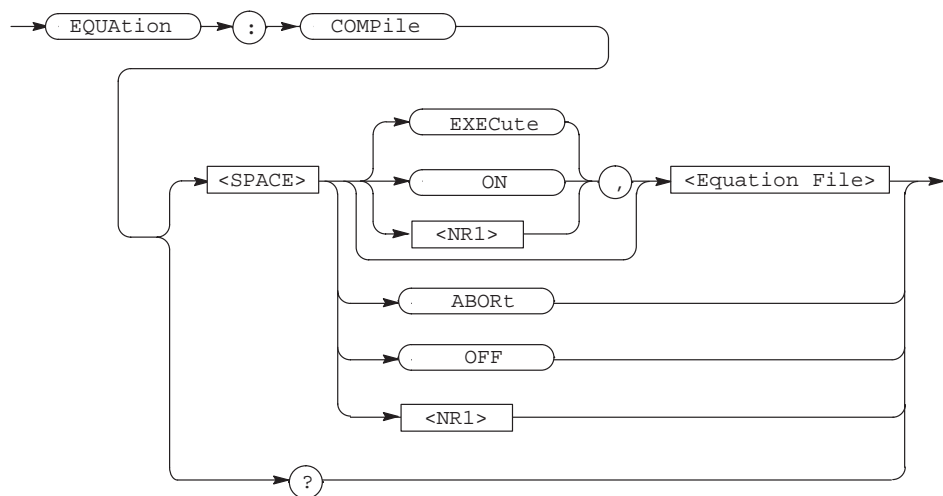 EQUAtion : COMPile
EXECute
<SPACE> ON , <Equation File>
<NR1>
ABORt
OFF
<NR1>
?